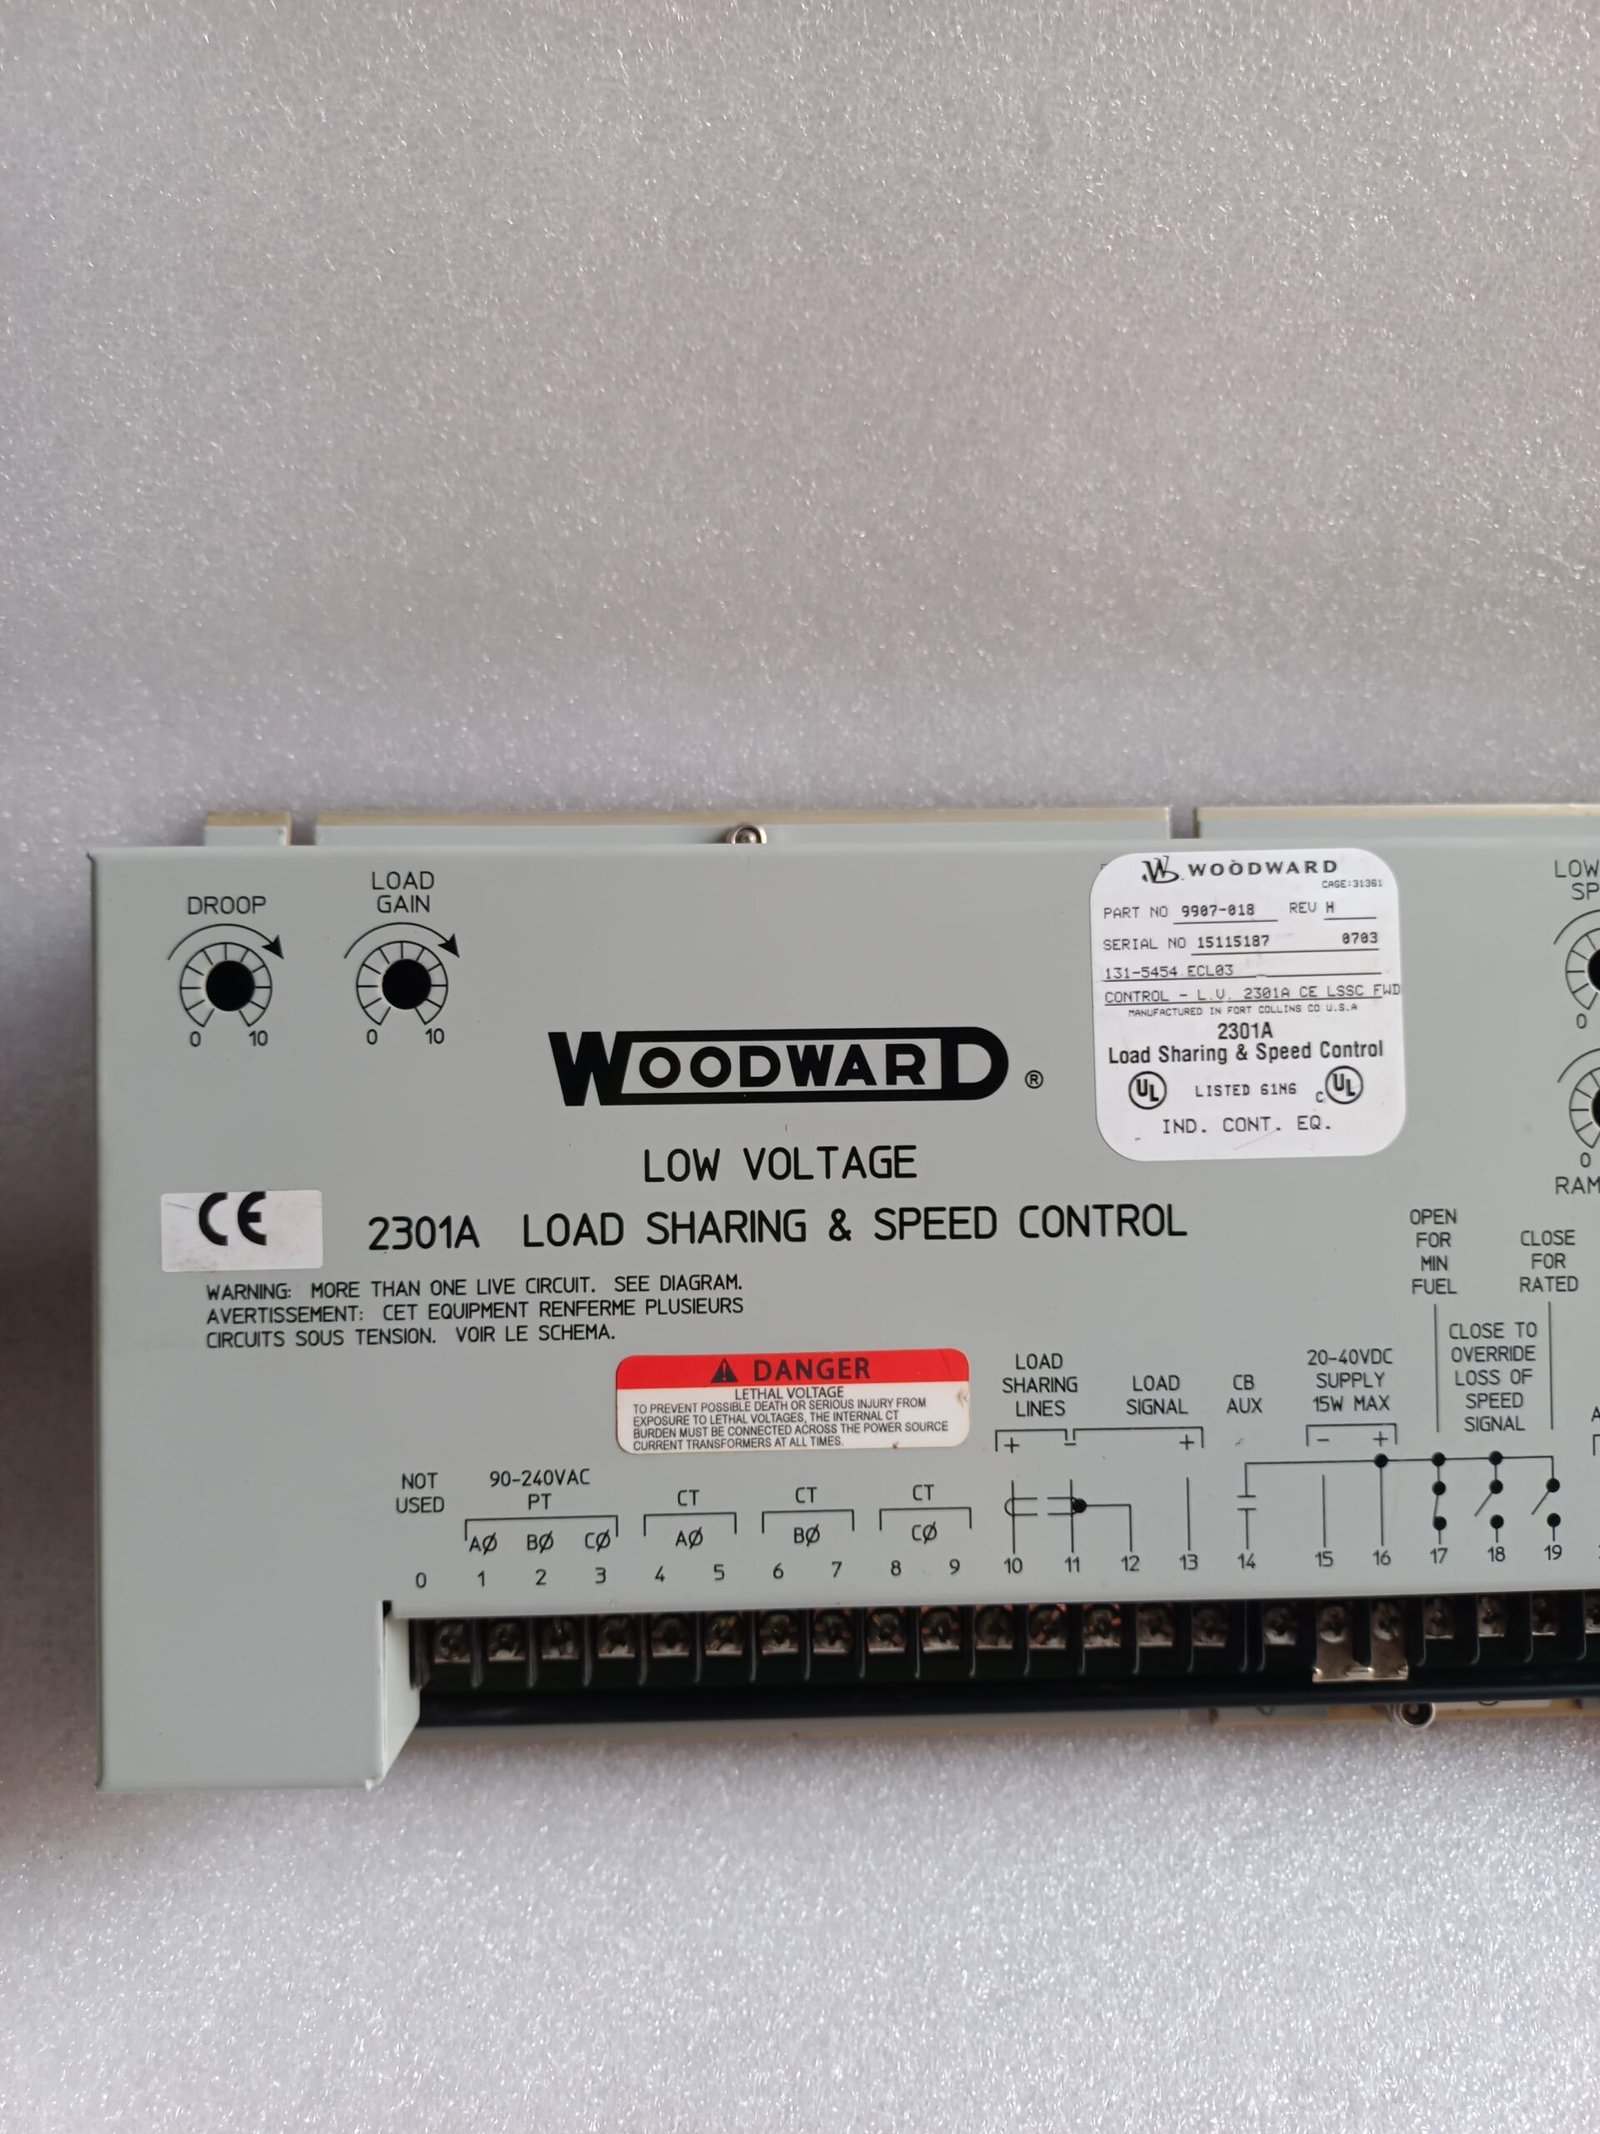 DROOP
0 10
LOAD
GAIN
0 10
WOODWARD ®
LOW VOLTAGE
2301A LOAD SHARING & SPEED CONTROL
CE
WARNING: MORE THAN ONE LIVE CIRCUIT. SEE DIAGRAM.
AVERTISSEMENT: CET EQUIPMENT RENFERME PLUSIEURS
CIRCUITS SOUS TENSION. VOIR LE SCHEMA.
WOODWARD
CAGE:31361
PART NO 9907-018 REV H
SERIAL NO 15115187 0703
131-5454 ECL03
CONTROL - L.V. 2301A CE LSSC FWD
MANUFACTURED IN FORT COLLINS CO U.S.A
2301A
Load Sharing & Speed Control
UL LISTED 61M6 C UL
IND. CONT. EQ.
LOW
SP
0
0
RAM
DANGER
LETHAL VOLTAGE
TO PREVENT POSSIBLE DEATH OR SERIOUS INJURY FROM
EXPOSURE TO LETHAL VOLTAGES, THE INTERNAL CT
BURDEN MUST BE CONNECTED ACROSS THE POWER SOURCE
CURRENT TRANSFORMERS AT ALL TIMES.
NOT
USED
90-240VAC
PT
AØ BØ CØ
CT
AØ
CT
BØ
CT
CØ
LOAD
SHARING
LINES
+ -
LOAD
SIGNAL
+
CB
AUX
20-40VDC
SUPPLY
15W MAX
- +
OPEN
FOR
MIN
FUEL
CLOSE TO
OVERRIDE
LOSS OF
SPEED
SIGNAL
CLOSE
FOR
RATED
0 1 2 3 4 5 6 7 8 9 10 11 12 13 14 15 16 17 18 19